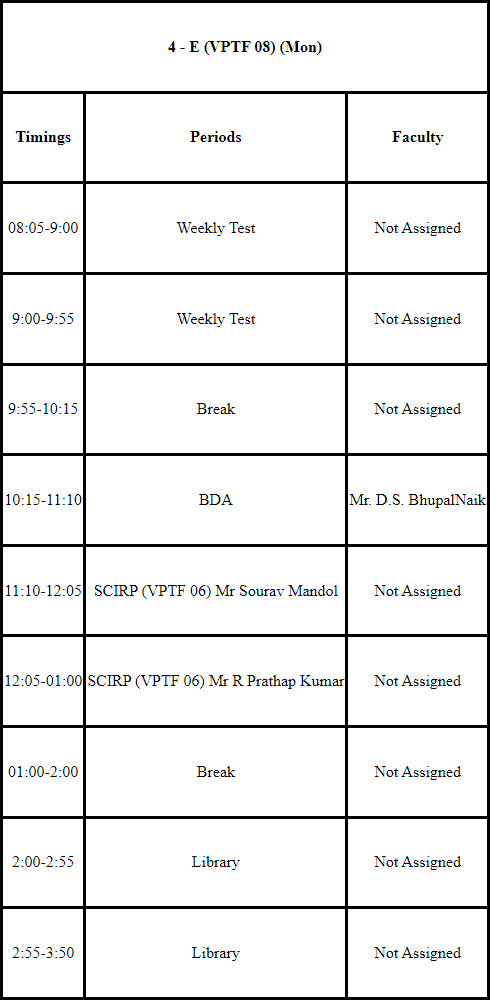 4 - E (VPTF 08) (Mon)
Timings Periods Faculty
08:05-9:00 Weekly Test Not Assigned
9:00-9:55 Weekly Test Not Assigned
9:55-10:15 Break Not Assigned
10:15-11:10 BDA Mr. D.S. BhupalNaik
11:10-12:05 SCIRP (VPTF 06) Mr Sourav Mandol Not Assigned
12:05-01:00 SCIRP (VPTF 06) Mr R Prathap Kumar Not Assigned
01:00-2:00 Break Not Assigned
2:00-2:55 Library Not Assigned
2:55-3:50 Library Not Assigned